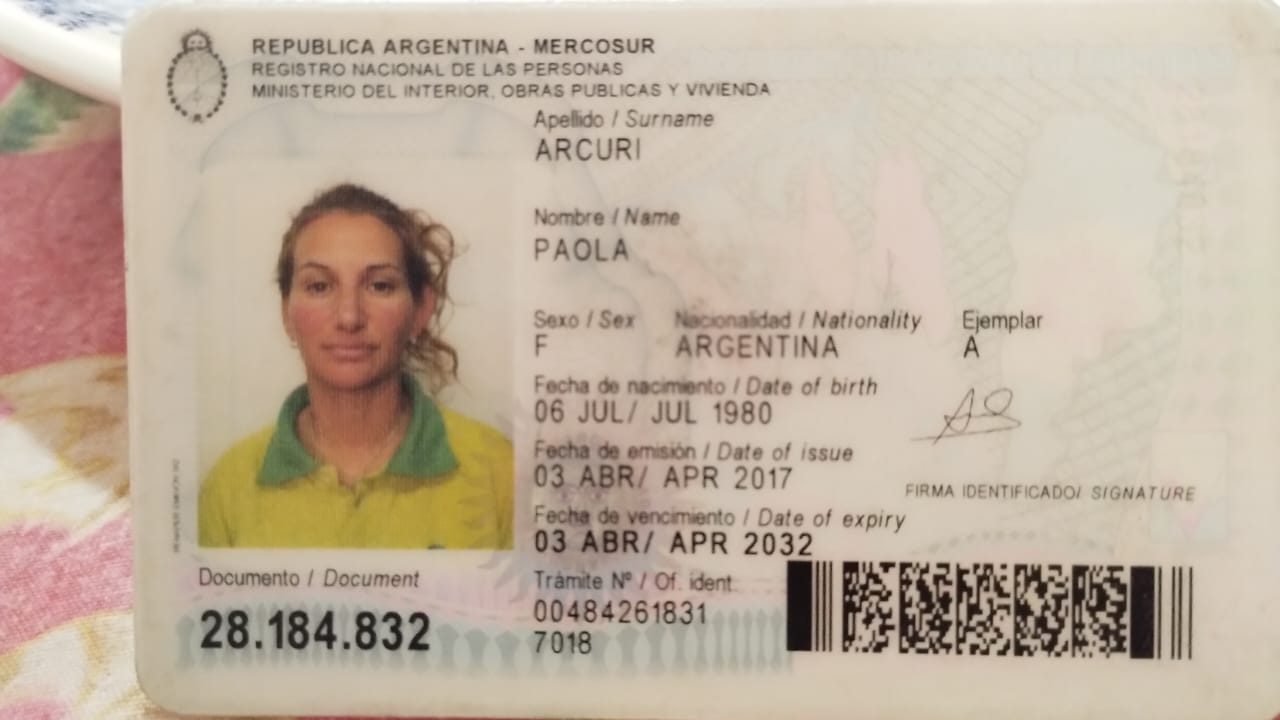 REPUBLICA ARGENTINA - MERCOSUR
REGISTRO NACIONAL DE LAS PERSONAS
MINISTERIO DEL INTERIOR, OBRAS PUBLICAS Y VIVIENDA
Apellido / Surname
ARCURI
Nombre / Name
PAOLA
Sexo / Sex Nacionalidad / Nationality Ejemplar
F ARGENTINA A
Fecha de nacimiento / Date of birth
06 JUL/ JUL 1980
Fecha de emisión / Date of issue
03 ABR/ APR 2017
FIRMA IDENTIFICADO/ SIGNATURE
Fecha de vencimiento / Date of expiry
03 ABR/ APR 2032
Documento / Document
28.184.832
Trámite Nº / Of. ident.
00484261831
7018